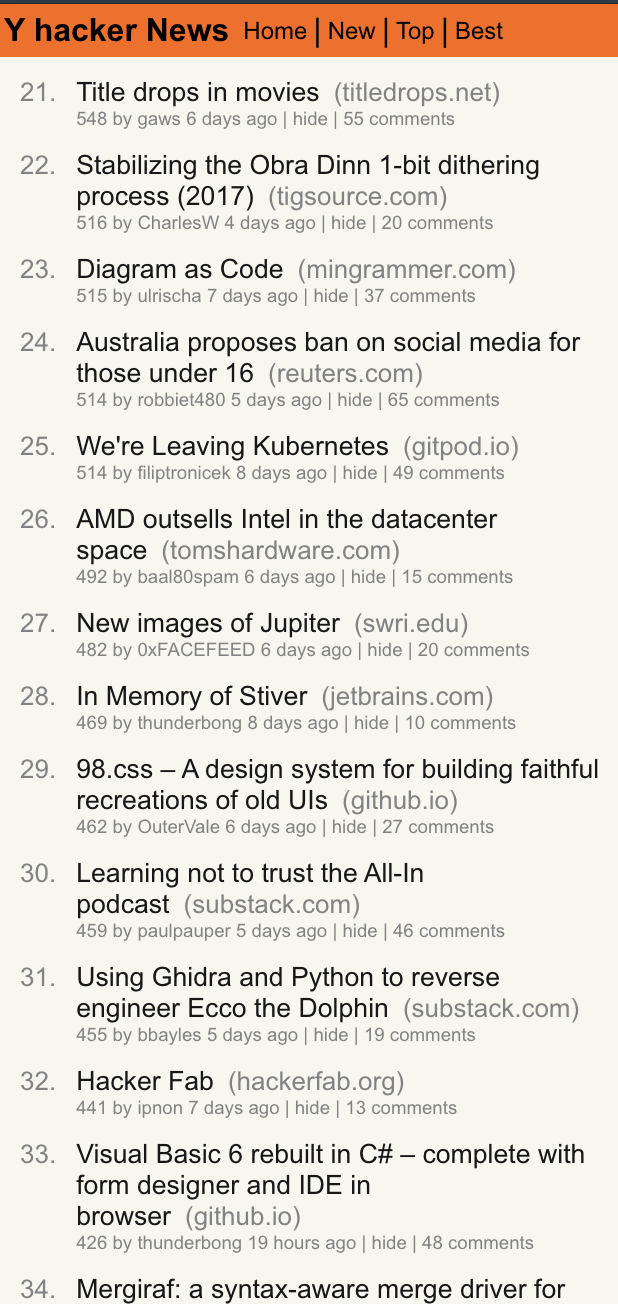 Y hacker News Home | New | Top | Best
21. Title drops in movies (titledrops.net)
548 by gaws 6 days ago | hide | 55 comments
22. Stabilizing the Obra Dinn 1-bit dithering
process (2017) (tigsource.com)
516 by CharlesW 4 days ago | hide | 20 comments
23. Diagram as Code (mingrammer.com)
515 by ulrischa 7 days ago | hide | 37 comments
24. Australia proposes ban on social media for
those under 16 (reuters.com)
514 by robbiet480 5 days ago | hide | 65 comments
25. We're Leaving Kubernetes (gitpod.io)
514 by filiptronicek 8 days ago | hide | 49 comments
26. AMD outsells Intel in the datacenter
space (tomshardware.com)
492 by baal80spam 6 days ago | hide | 15 comments
27. New images of Jupiter (swri.edu)
482 by 0xFACEFEED 6 days ago | hide | 20 comments
28. In Memory of Stiver (jetbrains.com)
469 by thunderbong 8 days ago | hide | 10 comments
29. 98.css – A design system for building faithful
recreations of old UIs (github.io)
462 by OuterVale 6 days ago | hide | 27 comments
30. Learning not to trust the All-In
podcast (substack.com)
459 by paulpauper 5 days ago | hide | 46 comments
31. Using Ghidra and Python to reverse
engineer Ecco the Dolphin (substack.com)
455 by bbayles 5 days ago | hide | 19 comments
32. Hacker Fab (hackerfab.org)
441 by ipnon 7 days ago | hide | 13 comments
33. Visual Basic 6 rebuilt in C# – complete with
form designer and IDE in
browser (github.io)
426 by thunderbong 19 hours ago | hide | 48 comments
34. Mergiraf: a syntax-aware merge driver for